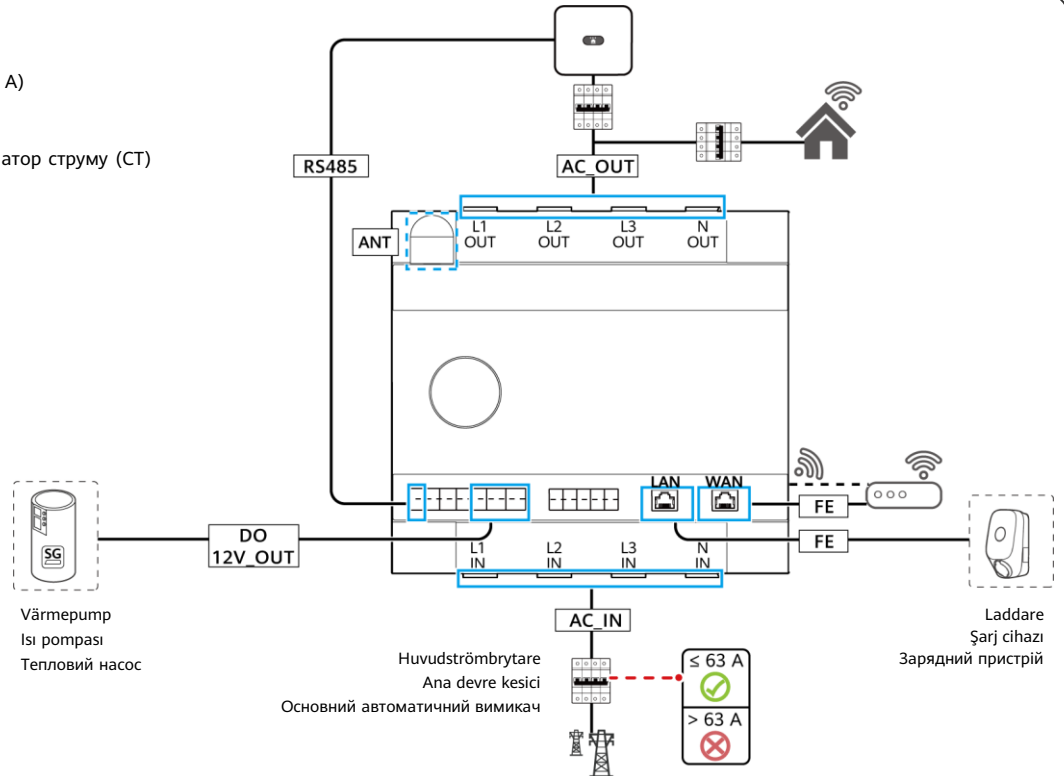 A)
атор струму (CT)
RS485
AC_OUT
ANT
L1 OUT
L2 OUT
L3 OUT
N OUT
LAN
WAN
FE
FE
DO
12V_OUT
SG
L1 IN
L2 IN
L3 IN
N IN
Värmepump
Isı pompası
Тепловий насос
AC_IN
Laddare
Şarj cihazı
Зарядний пристрій
Huvudströmbrytare
Ana devre kesici
Основний автоматичний вимикач
≤ 63 A
> 63 A